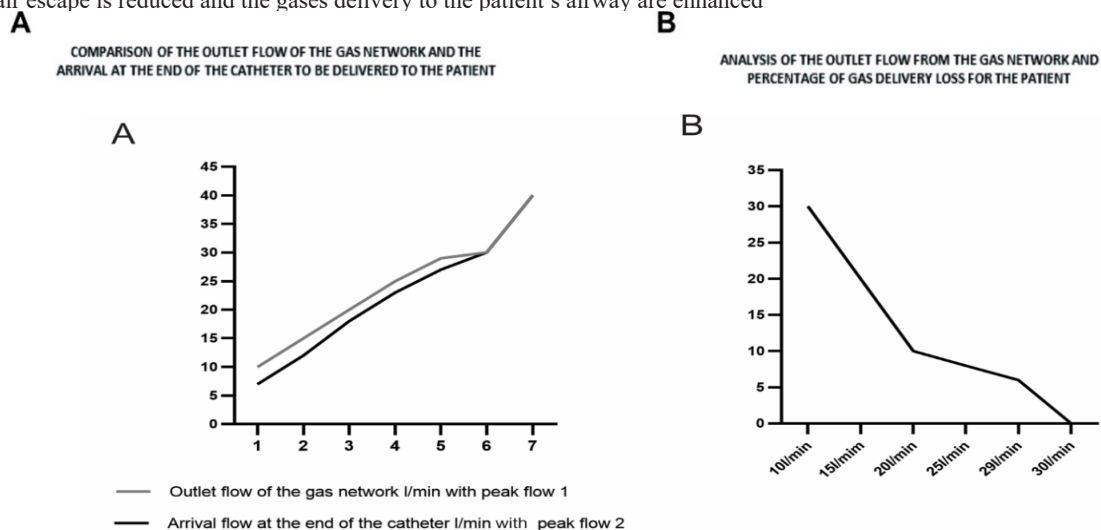 air escape is reduced and the gases delivery to the patient's airway are enhanced
A
COMPARISON OF THE OUTLET FLOW OF THE GAS NETWORK AND THE
ARRIVAL AT THE END OF THE CATHETER TO BE DELIVERED TO THE PATIENT
A
45
40
35
30
25
20
15
10
5
0
1 2 3 4 5 6 7
Outlet flow of the gas network l/min with peak flow 1
Arrival flow at the end of the catheter l/min with peak flow 2
B
ANALYSIS OF THE OUTLET FLOW FROM THE GAS NETWORK AND
PERCENTAGE OF GAS DELIVERY LOSS FOR THE PATIENT
B
35
30
25
20
15
10
5
0
10l/min 15l/mim 20l/min 25l/min 29l/min 30l/min